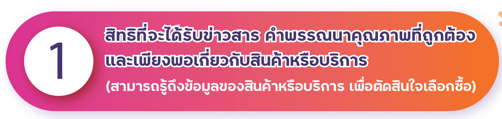 1
สิทธิที่จะได้รับข่าวสาร คำพรรณนาคุณภาพที่ถูกต้อง
และเพียงพอเกี่ยวกับสินค้าหรือบริการ
(สามารถรู้ถึงข้อมูลของสินค้าหรือบริการ เพื่อตัดสินใจเลือกซื้อ)